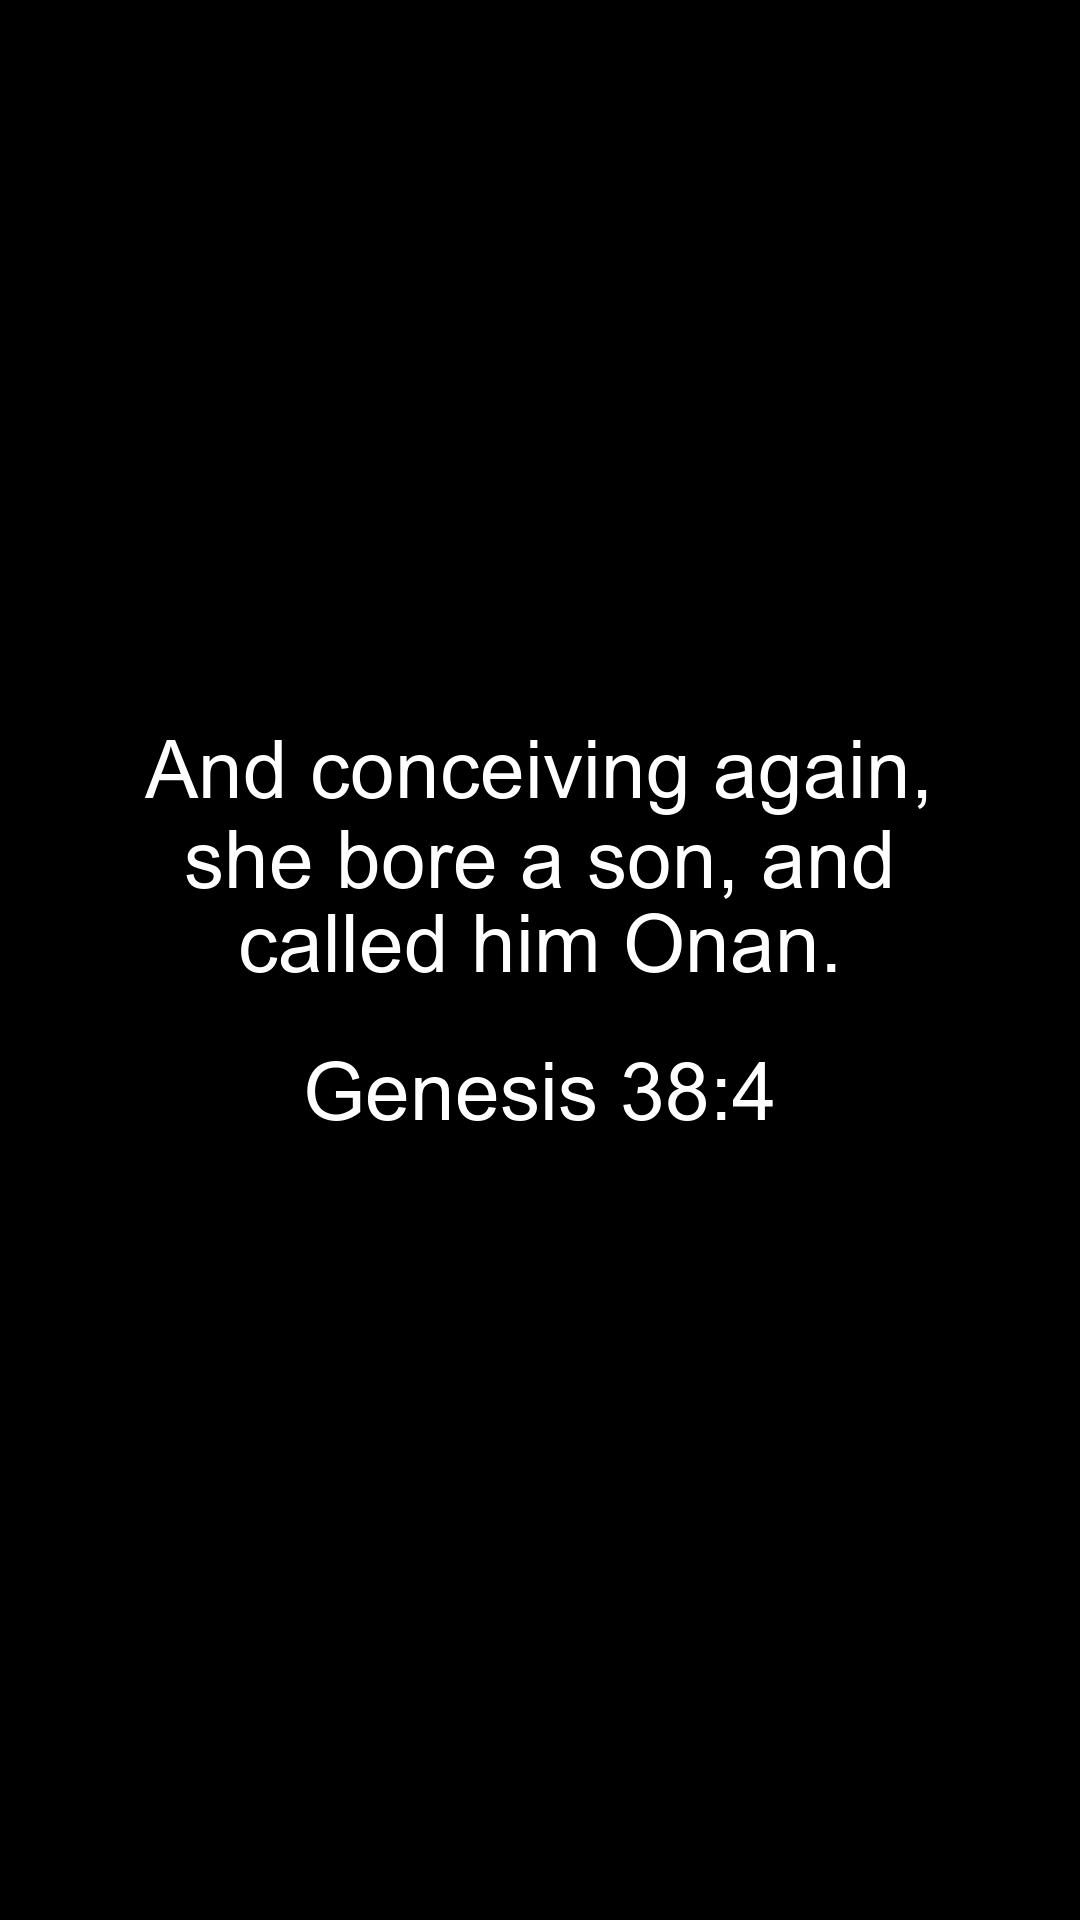 And conceiving again,
she bore a son, and
called him Onan.
Genesis 38:4